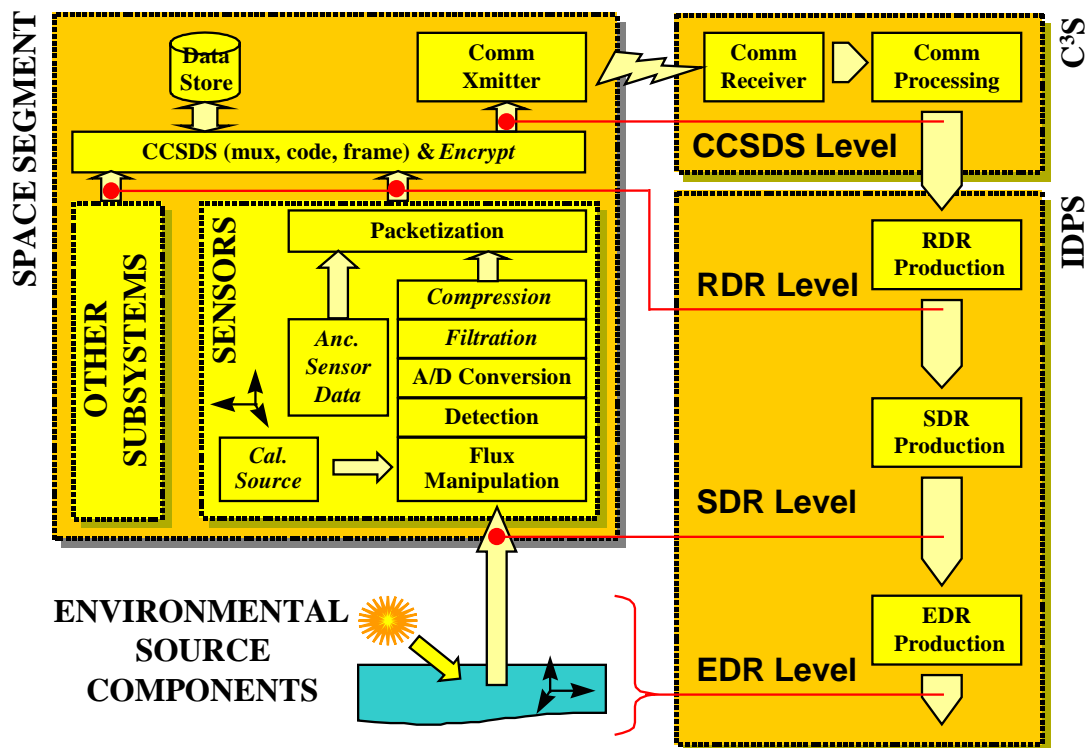 SPACE SEGMENT
Data
Store
Comm
Xmitter
CCSDS (mux, code, frame) & Encrypt
OTHER
SUBSYSTEMS
SENSORS
Packetization
Compression
Filtration
A/D Conversion
Detection
Flux
Manipulation
Anc.
Sensor
Data
Cal.
Source
ENVIRONMENTAL
SOURCE
COMPONENTS
C³S
Comm
Receiver
Comm
Processing
CCSDS Level
IDPS
RDR
Production
RDR Level
SDR
Production
SDR Level
EDR
Production
EDR Level